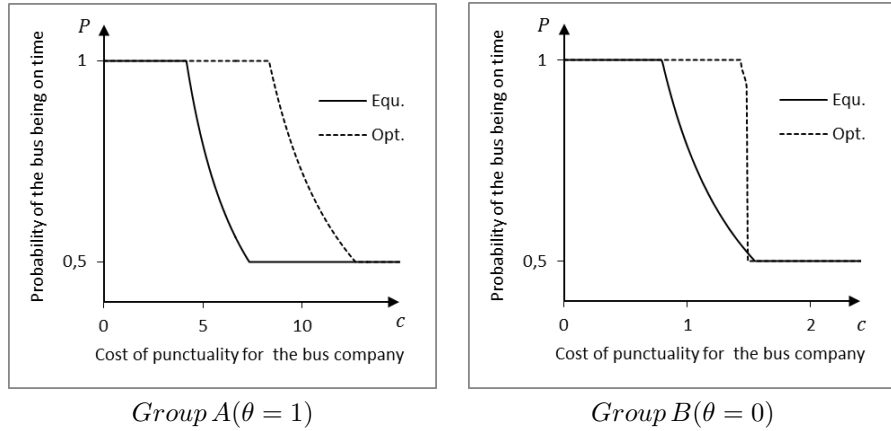 P
Probability of the bus being on time
1
0,5
Equ.
Opt.
0
5
10
c
Cost of punctuality for the bus company
Group A(θ = 1)
P
Probability of the bus being on time
1
0,5
Equ.
Opt.
0
1
2
c
Cost of punctuality for the bus company
Group B(θ = 0)